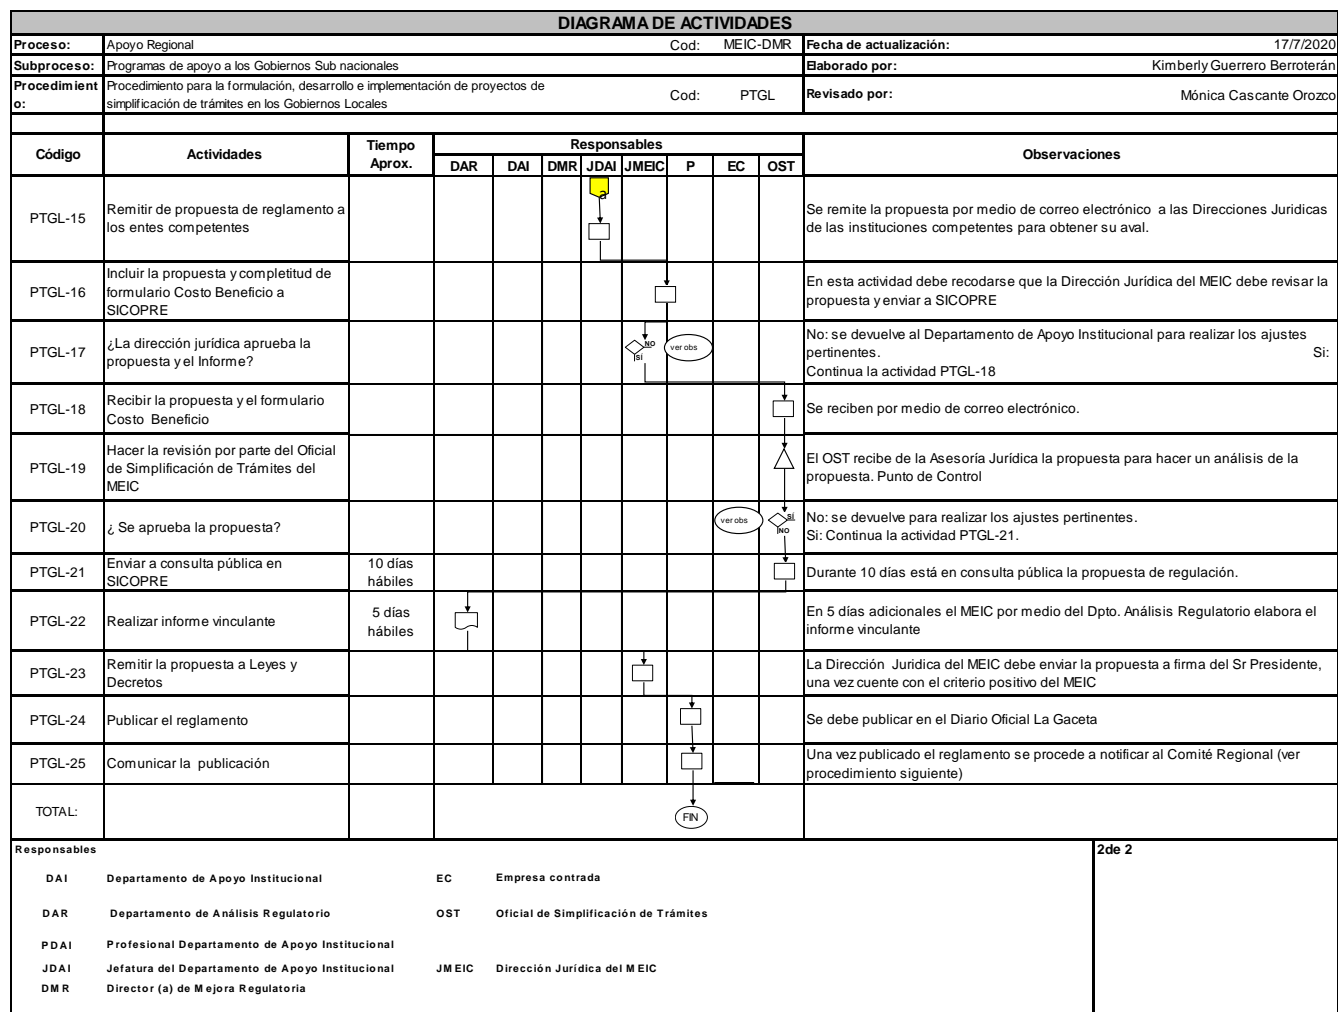 DIAGRAMA DE ACTIVIDADES
Proceso: Apoyo Regional Cod: MEIC-DMR Fecha de actualización: 17/7/2020
Subproceso: Programas de apoyo a los Gobiernos Sub nacionales Elaborado por: Kimberly Guerrero Berroterán
Procedimient o: Procedimiento para la formulación, desarrollo e implementación de proyectos de
simplificación de trámites en los Gobiernos Locales Cod: PTGL Revisado por: Mónica Cascante Orozco
Código Actividades Tiempo Aprox. Responsables Observaciones
DAR DAI DMR JDAI JMEIC P EC OST
a
PTGL-15 Remitir de propuesta de reglamento a
los entes competentes
Se remite la propuesta por medio de correo electrónico a las Direcciones Juridicas
de las instituciones competentes para obtener su aval.
PTGL-16 Incluir la propuesta y completitud de
formulario Costo Beneficio a
SICOPRE
En esta actividad debe recodarse que la Dirección Jurídica del MEIC debe revisar la
propuesta y enviar a SICOPRE
PTGL-17 ¿La dirección jurídica aprueba la
propuesta y el Informe?
NO
SÍ
ver obs
No: se devuelve al Departamento de Apoyo Institucional para realizar los ajustes
pertinentes. Si:
Continua la actividad PTGL-18
PTGL-18 Recibir la propuesta y el formulario
Costo Beneficio
Se reciben por medio de correo electrónico.
PTGL-19 Hacer la revisión por parte del Oficial
de Simplificación de Trámites del
MEIC
El OST recibe de la Asesoría Jurídica la propuesta para hacer un análisis de la
propuesta. Punto de Control
PTGL-20 ¿ Se aprueba la propuesta?
ver obs
SÍ
NO
No: se devuelve para realizar los ajustes pertinentes.
Si: Continua la actividad PTGL-21.
PTGL-21 Enviar a consulta pública en
SICOPRE
10 días
hábiles
Durante 10 días está en consulta pública la propuesta de regulación.
PTGL-22 Realizar informe vinculante
5 días
hábiles
En 5 días adicionales el MEIC por medio del Dpto. Análisis Regulatorio elabora el
informe vinculante
PTGL-23 Remitir la propuesta a Leyes y
Decretos
La Dirección Juridica del MEIC debe enviar la propuesta a firma del Sr Presidente,
una vez cuente con el criterio positivo del MEIC
PTGL-24 Publicar el reglamento
Se debe publicar en el Diario Oficial La Gaceta
PTGL-25 Comunicar la publicación
Una vez publicado el reglamento se procede a notificar al Comité Regional (ver
procedimiento siguiente)
TOTAL:
FIN
Responsables
2de 2
DAI Departamento de Apoyo Institucional EC Empresa contrada
DAR Departamento de Análisis Regulatorio OST Oficial de Simplificación de Trámites
PDAI Profesional Departamento de Apoyo Institucional
JDAI Jefatura del Departamento de Apoyo Institucional JMEIC Dirección Jurídica del MEIC
DMR Director (a) de Mejora Regulatoria